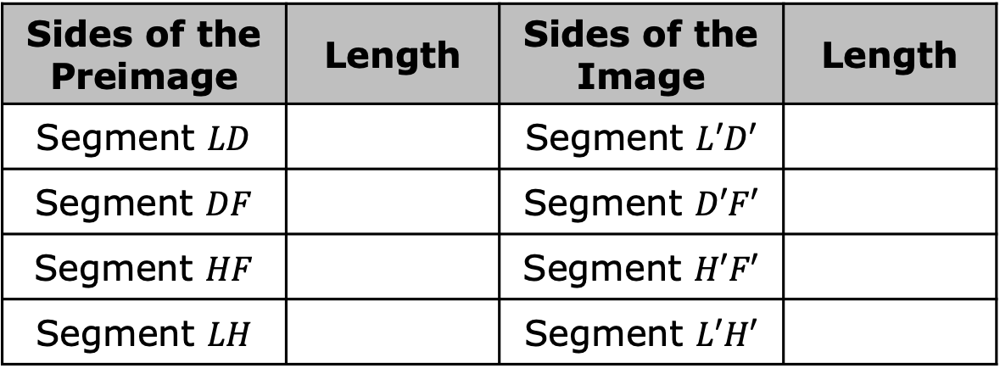 Sides of the Preimage Length Sides of the Image Length
Segment LD Segment L′D′
Segment DF Segment D′F′
Segment HF Segment H′F′
Segment LH Segment L′H′